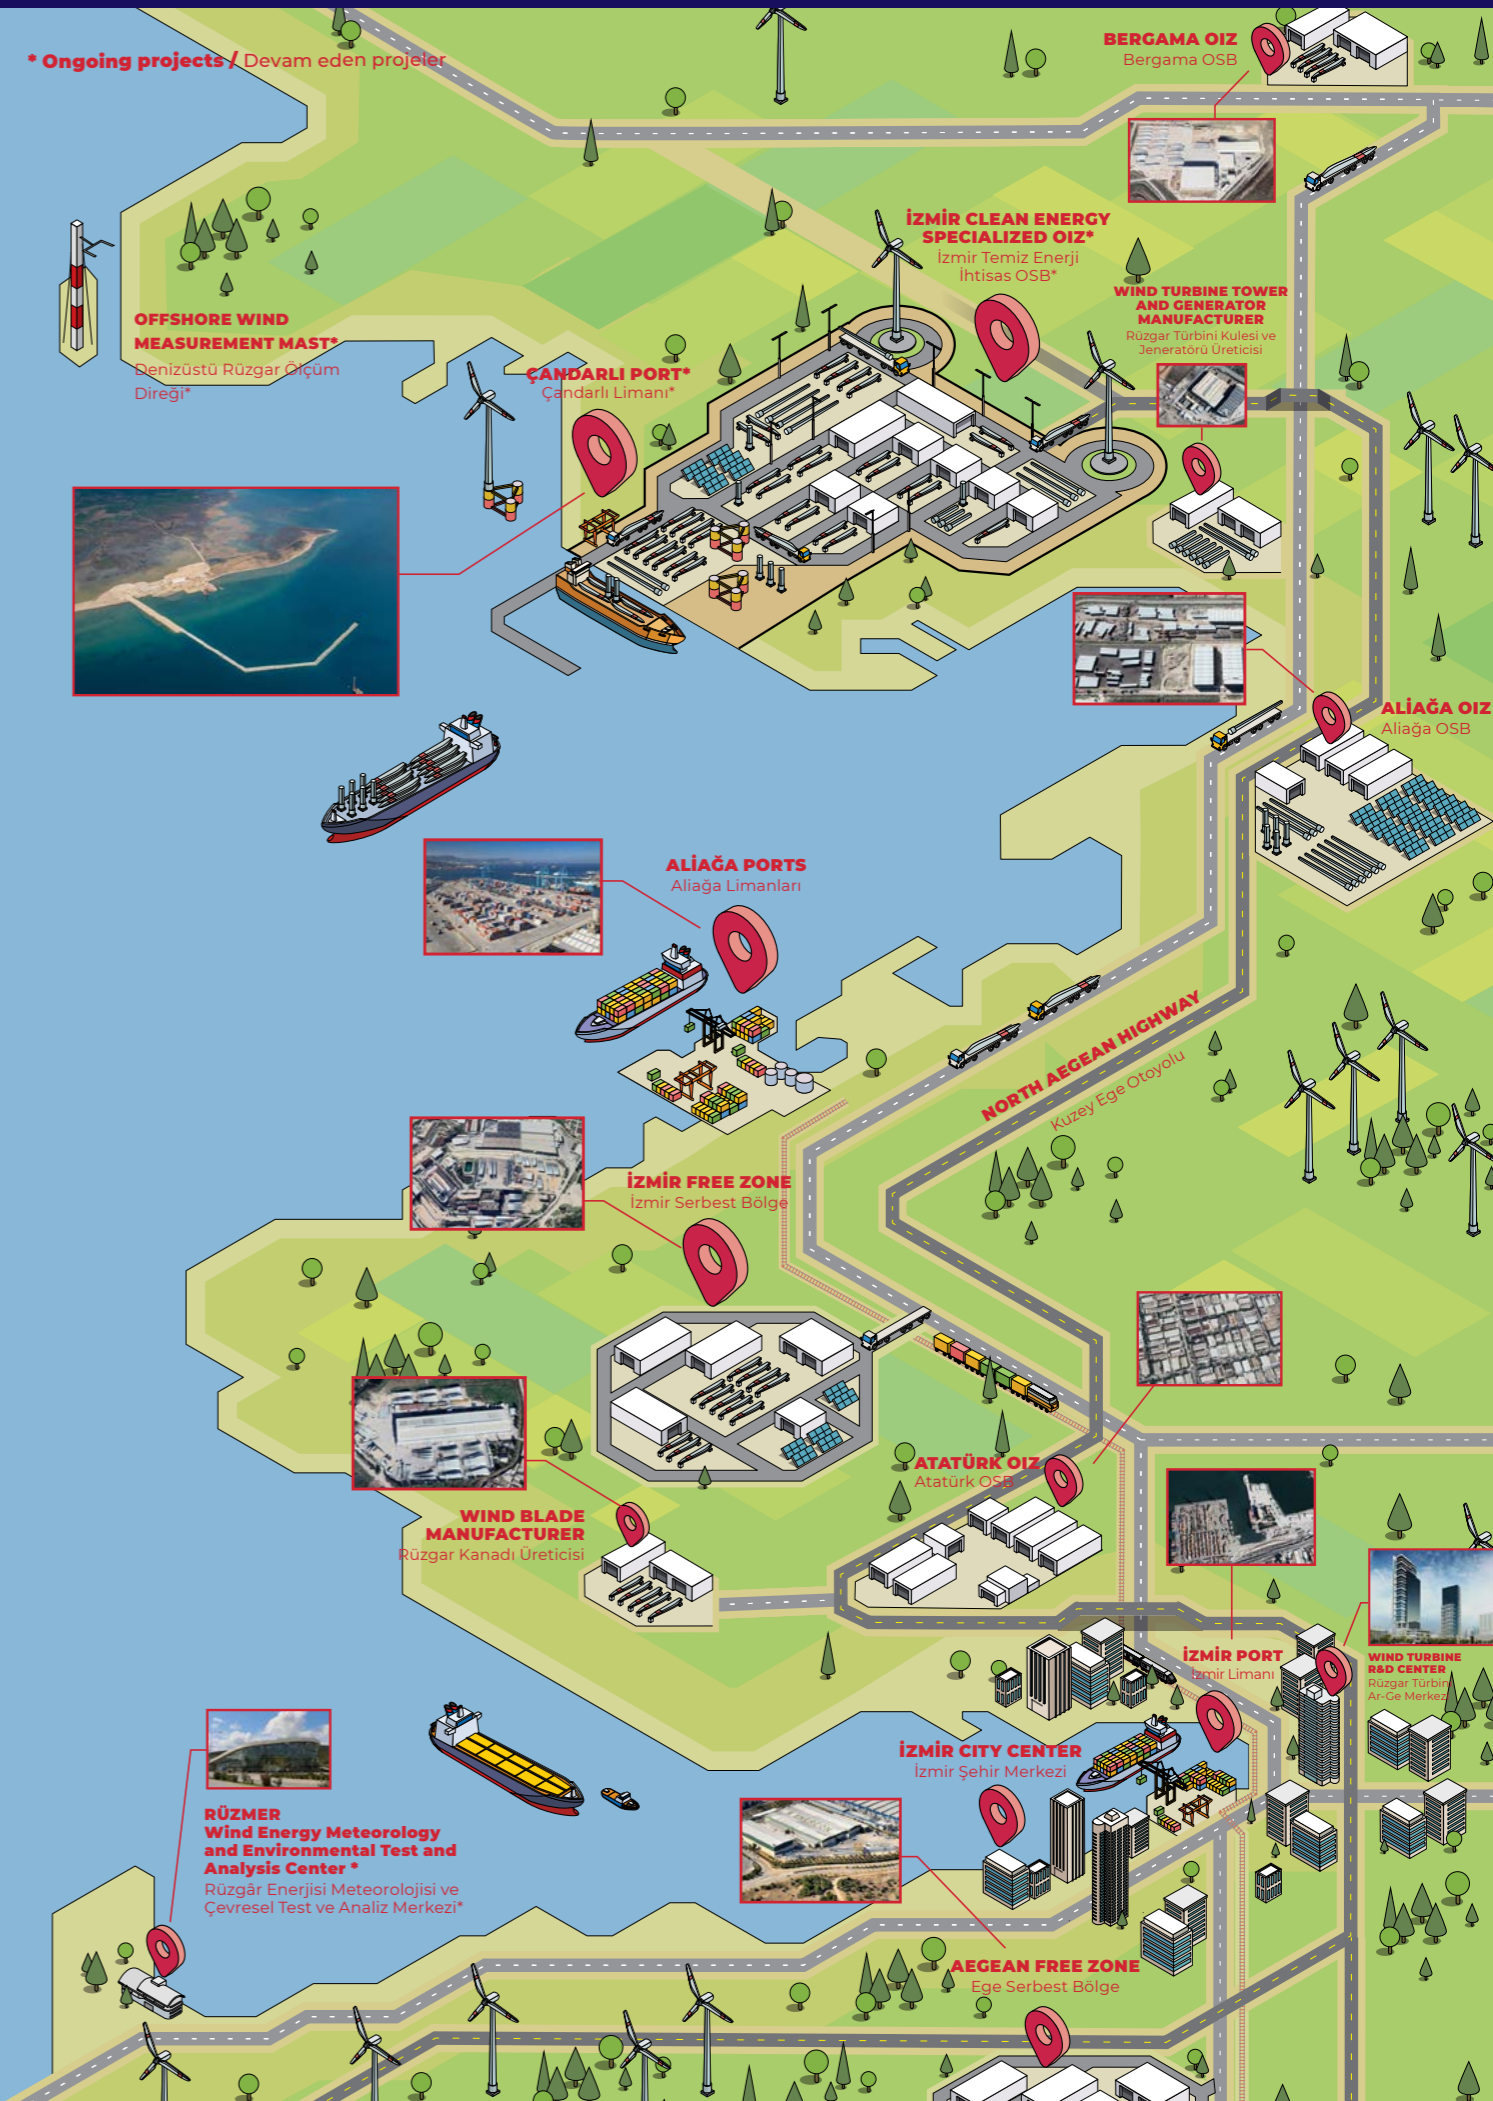 * Ongoing projects / Devam eden projeler
BERGAMA OIZ
Bergama OSB
İZMİR CLEAN ENERGY
SPECIALIZED OIZ*
İzmir Temiz Enerji
İhtisas OSB*
WIND TURBINE TOWER
AND GENERATOR
MANUFACTURER
Rüzgar Türbini Kulesi ve
Jeneratörü Üreticisi
OFFSHORE WIND
MEASUREMENT MAST*
Denizüstü Rüzgar Ölçüm
Direği*
ÇANDARLI PORT*
Çandarlı Limanı*
ALİAĞA OIZ
Aliağa OSB
ALİAĞA PORTS
Aliağa Limanları
NORTH AEGEAN HIGHWAY
Kuzey Ege Otoyolu
İZMİR FREE ZONE
İzmir Serbest Bölge
ATATÜRK OIZ
Atatürk OSB
WIND BLADE
MANUFACTURER
Rüzgar Kanadı Üreticisi
İZMİR PORT
İzmir Limanı
WIND TURBINE
R&D CENTER
Rüzgar Türbin
Ar-Ge Merkezi
İZMİR CITY CENTER
İzmir Şehir Merkezi
RÜZMER
Wind Energy Meteorology
and Environmental Test and
Analysis Center *
Rüzgâr Enerjisi Meteorolojisi ve
Çevresel Test ve Analiz Merkezi*
AEGEAN FREE ZONE
Ege Serbest Bölge